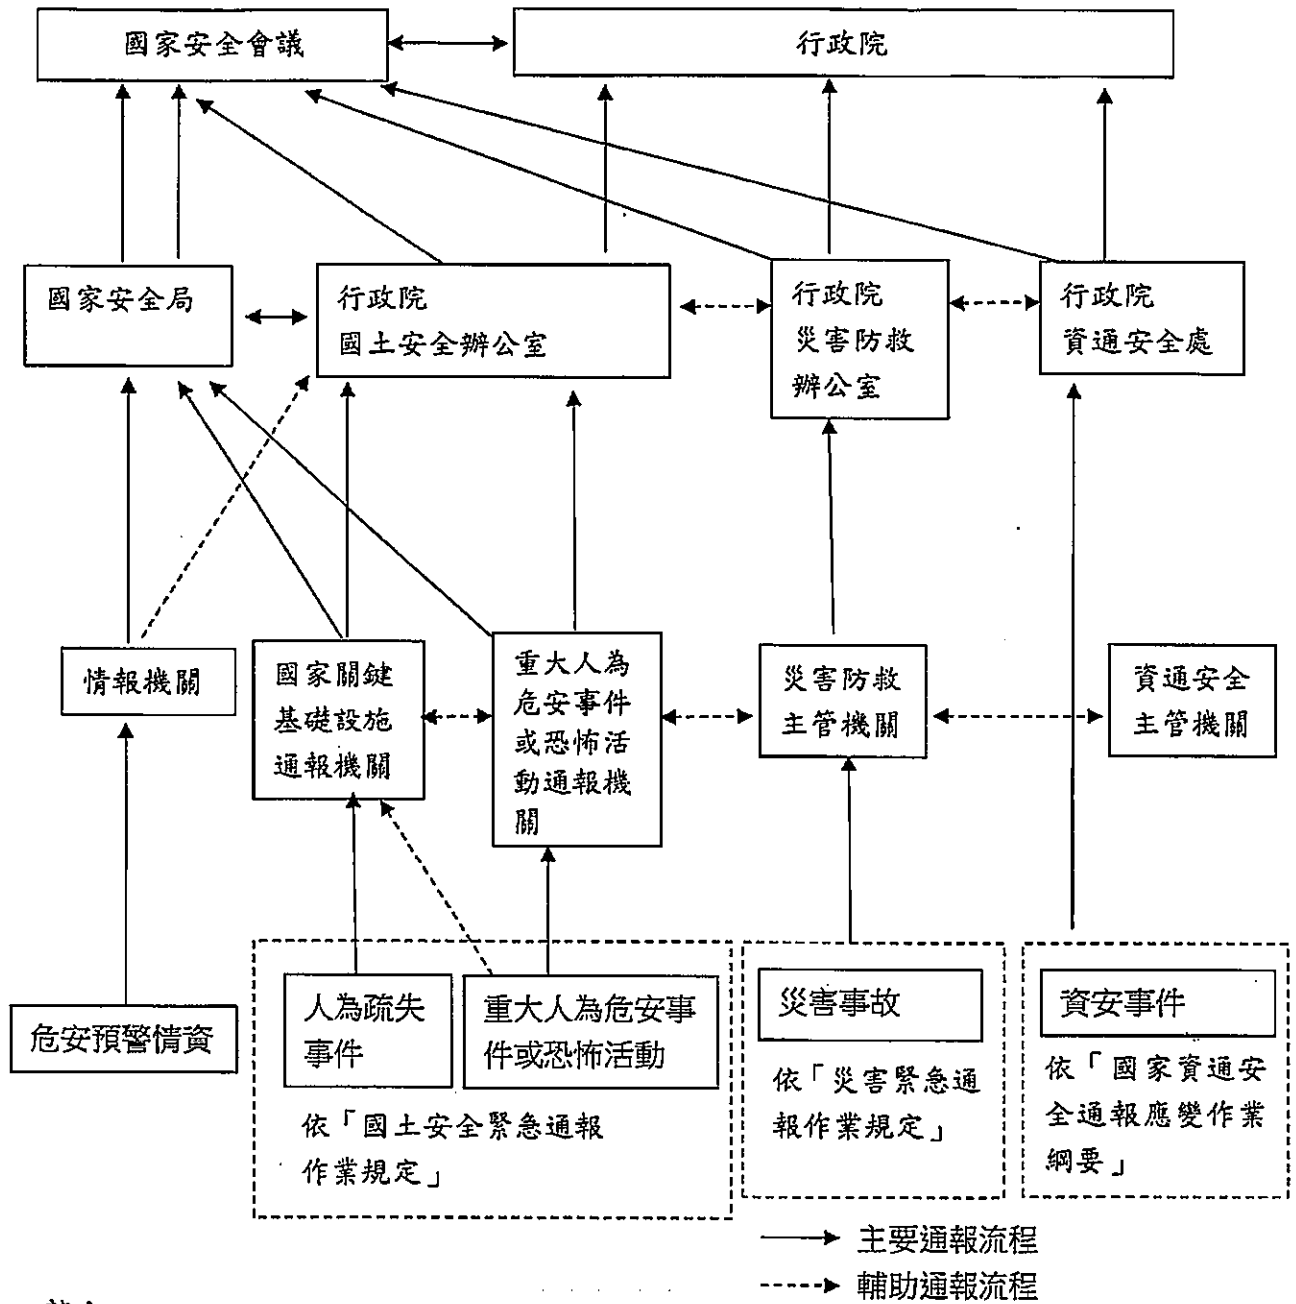 國家安全會議
行政院
國家安全局
行政院
國土安全辦公室
行政院
災害防救
辦公室
行政院
資通安全處
情報機關
國家關鍵
基礎設施
通報機關
重大人為
危安事件
或恐怖活
動通報機
關
災害防救
主管機關
資通安全
主管機關
危安預警情資
人為疏失
事件
重大人為危安事
件或恐怖活動
依「國土安全緊急通報
作業規定」
災害事故
依「災害緊急通
報作業規定」
資安事件
依「國家資通安
全通報應變作業
綱要」
主要通報流程
輔助通報流程